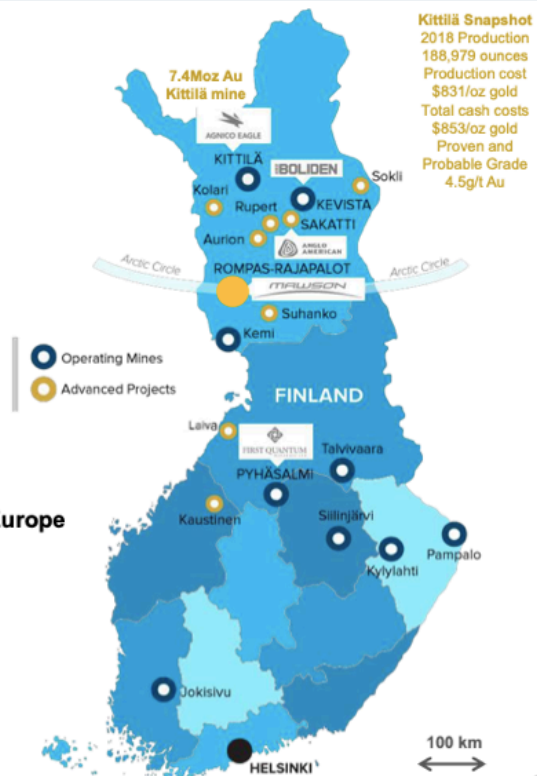 Kittilä Snapshot
2018 Production
188,979 ounces
Production cost
$831/oz gold
Total cash costs
$853/oz gold
Proven and
Probable Grade
4.5g/t Au
7.4Moz Au
Kittilä mine
AGNICO EAGLE
KITTILÄ
BOLIDEN
Sokli
Kolari
KEVISTA
Rupert
SAKATTI
Aurion
ANGLO
AMERICAN
Arctic Circle
ROMPAS-RAJAPALOT
Arctic Circle
MAWSON
Suhanko
Kemi
Operating Mines
Advanced Projects
FINLAND
Laiva
FIRST QUANTUM
Talvivaara
PYHÄSALMI
Kaustinen
Siilinjärvi
Europe
Pampalo
Kylylahti
Jokisivu
100 km
HELSINKI